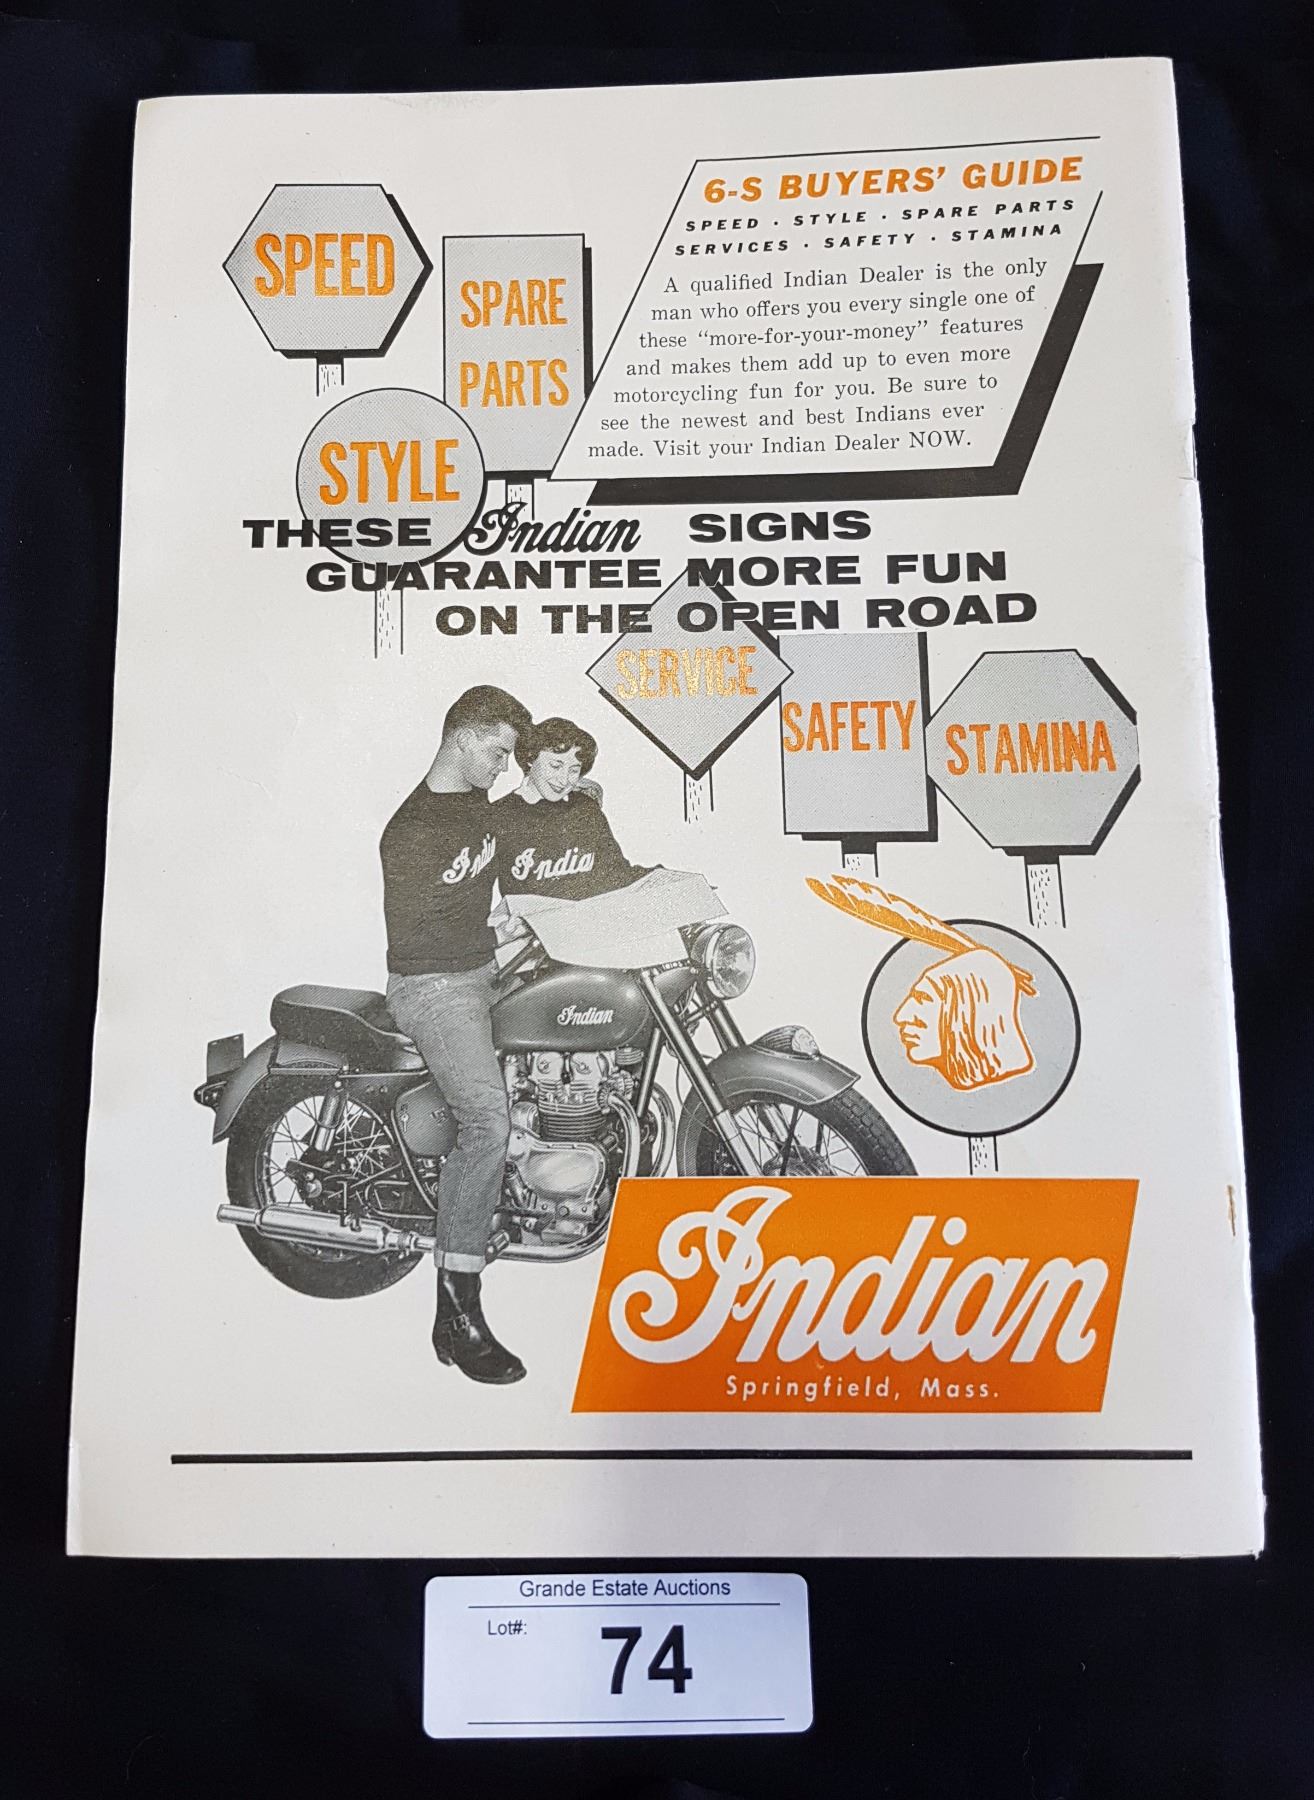 6-S BUYERS' GUIDE
SPEED · STYLE · SPARE PARTS
SERVICES · SAFETY · STAMINA
A qualified Indian Dealer is the only
man who offers you every single one of
these "more-for-your-money" features
and makes them add up to even more
motorcycling fun for you. Be sure to
see the newest and best Indians ever
made. Visit your Indian Dealer NOW.
SPEED
SPARE
PARTS
STYLE
THESE Indian SIGNS
GUARANTEE MORE FUN
ON THE OPEN ROAD
SERVICE
SAFETY
STAMINA
Indian
Indian
Indian
Indian
Springfield, Mass.
Grande Estate Auctions
Lot#:
74